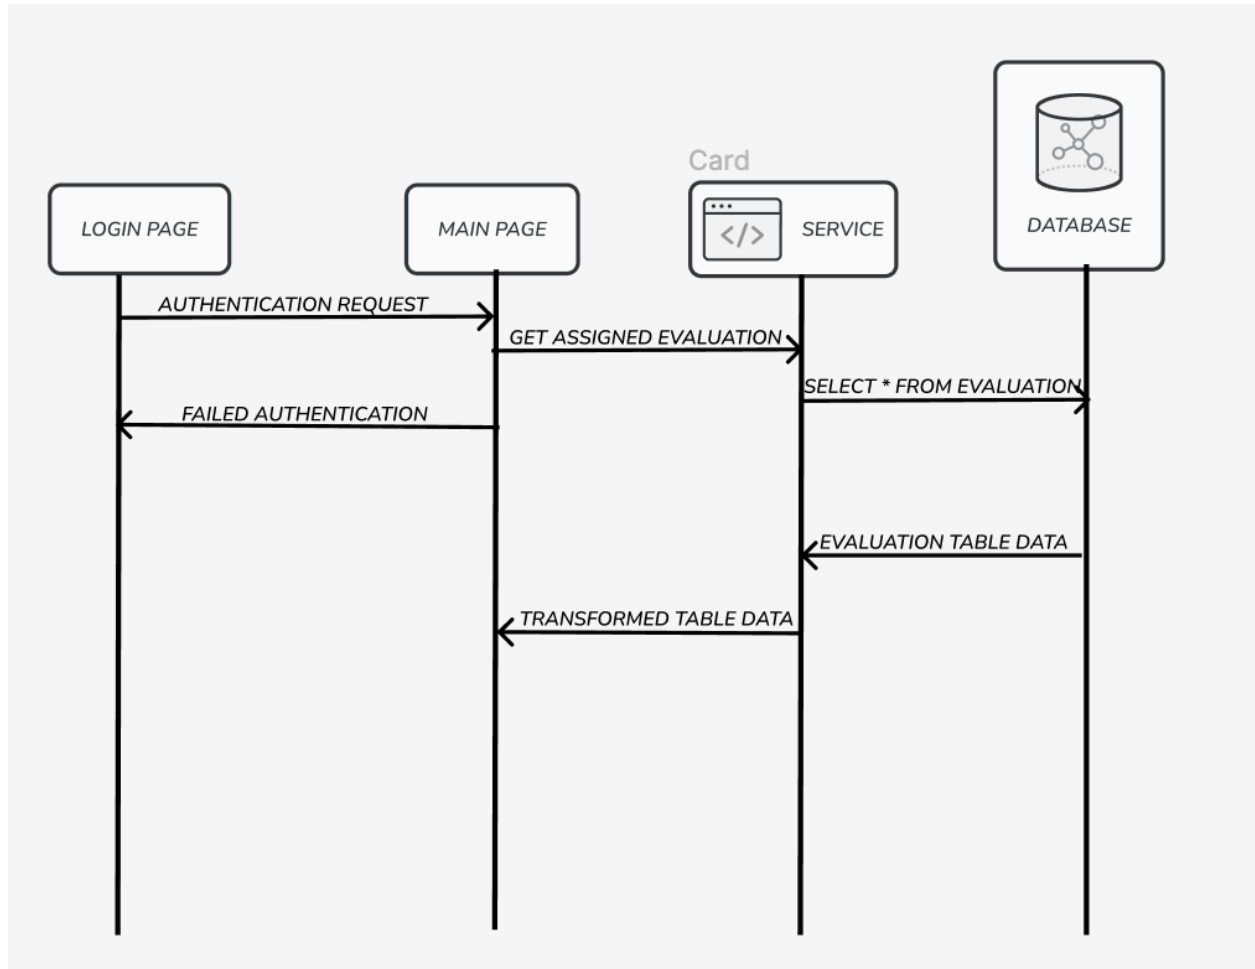 Card
LOGIN PAGE
MAIN PAGE
</>
SERVICE
DATABASE
AUTHENTICATION REQUEST
GET ASSIGNED EVALUATION
SELECT * FROM EVALUATION
FAILED AUTHENTICATION
EVALUATION TABLE DATA
TRANSFORMED TABLE DATA